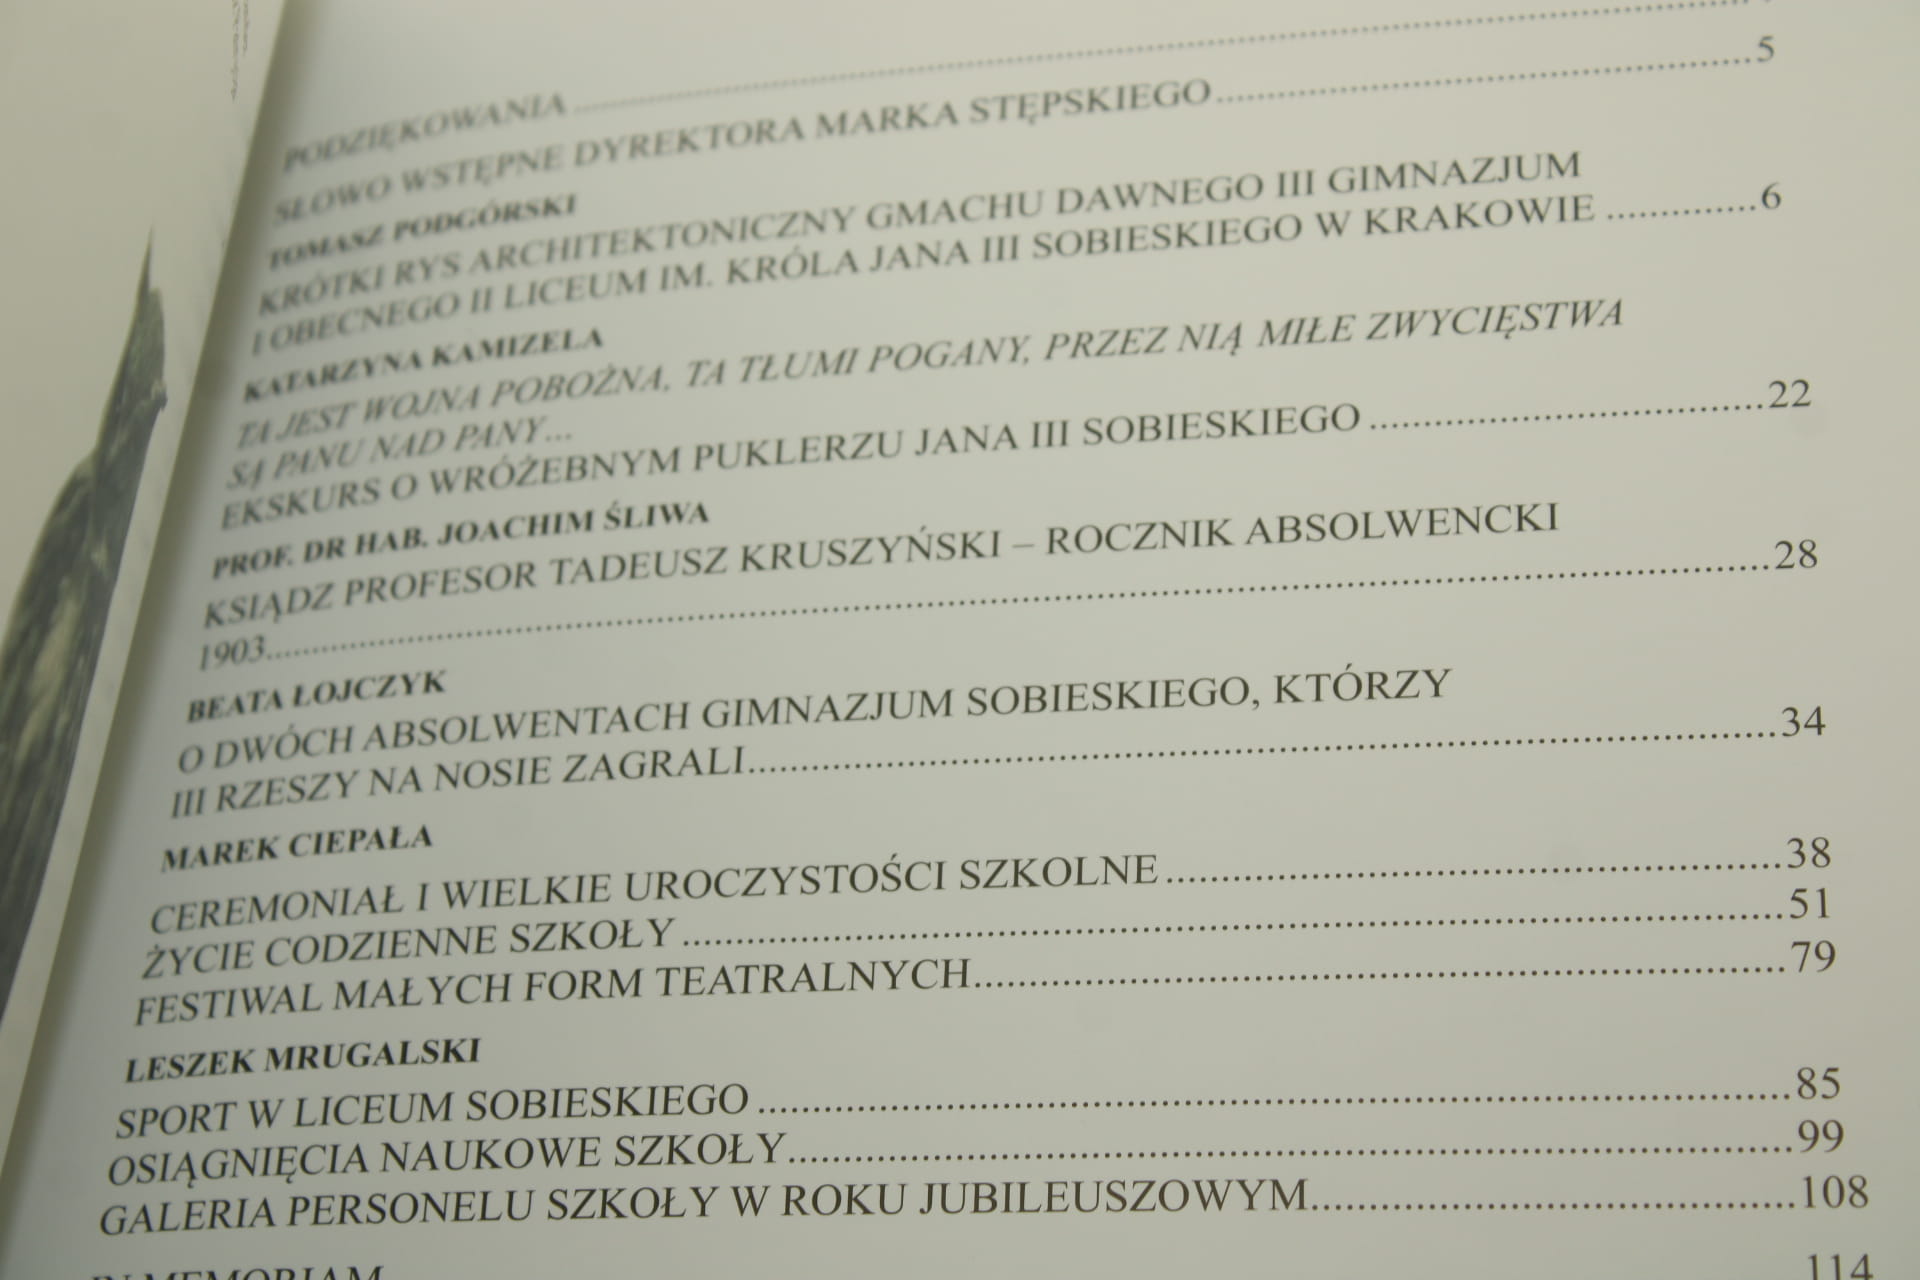 PODZIĘKOWANIA ........................................
SŁOWO WSTĘPNE DYREKTORA MARKA STĘPSKIEGO ........................................ 5
TOMASZ PODGÓRSKI
KRÓTKI RYS ARCHITEKTONICZNY GMACHU DAWNEGO III GIMNAZJUM
I OBECNEGO II LICEUM IM. KRÓLA JANA III SOBIESKIEGO W KRAKOWIE .............. 6
KATARZYNA KAMIZELA
TA JEST WOJNA POBOŻNA, TA TŁUMI POGANY, PRZEZ NIĄ MIŁE ZWYCIĘSTWA
SĄ PANU NAD PANY...
EKSKURS O WRÓŻEBNYM PUKLERZU JANA III SOBIESKIEGO ........................................ 22
PROF. DR HAB. JOACHIM ŚLIWA
KSIĄDZ PROFESOR TADEUSZ KRUSZYŃSKI – ROCZNIK ABSOLWENCKI
1903........................................ 28
BEATA ŁOJCZYK
O DWÓCH ABSOLWENTACH GIMNAZJUM SOBIESKIEGO, KTÓRZY
III RZESZY NA NOSIE ZAGRALI........................................ 34
MAREK CIEPAŁA
CEREMONIAŁ I WIELKIE UROCZYSTOŚCI SZKOLNE ........................................ 38
ŻYCIE CODZIENNE SZKOŁY ........................................ 51
FESTIWAL MAŁYCH FORM TEATRALNYCH........................................ 79
LESZEK MRUGALSKI
SPORT W LICEUM SOBIESKIEGO ........................................ 85
OSIĄGNIĘCIA NAUKOWE SZKOŁY........................................ 99
GALERIA PERSONELU SZKOŁY W ROKU JUBILEUSZOWYM........................................ 108
IN MEMORIAM 114